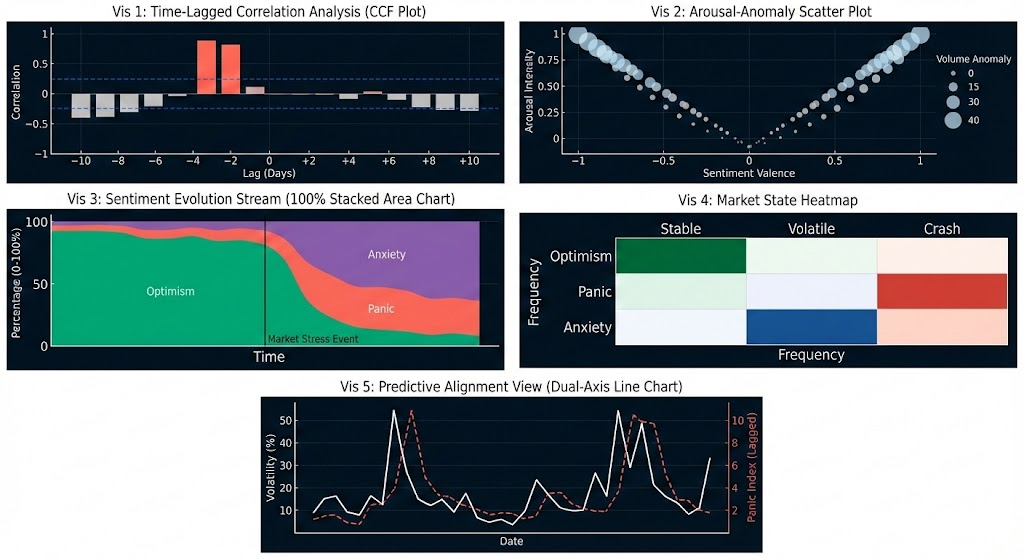 Vis 1: Time-Lagged Correlation Analysis (CCF Plot)
Correlation
1
0.5
0
−0.5
−1
−10 −8 −6 −4 −2 0 +2 +4 +6 +8 +10
Lag (Days)
Vis 2: Arousal-Anomaly Scatter Plot
Arousal Intensity
1
0.75
0.50
0.25
0
−1 −0.5 0 0.5 1
Sentiment Valence
Volume Anomaly
0
15
30
40
Vis 3: Sentiment Evolution Stream (100% Stacked Area Chart)
Percentage (0-100%)
100
50
0
Anxiety
Optimism
Panic
Market Stress Event
Time
Vis 4: Market State Heatmap
Stable Volatile Crash
Frequency
Optimism
Panic
Anxiety
Frequency
Vis 5: Predictive Alignment View (Dual-Axis Line Chart)
Volatility (%)
50
40
30
20
10
10
8
6
4
2
Panic Index (Lagged)
Date